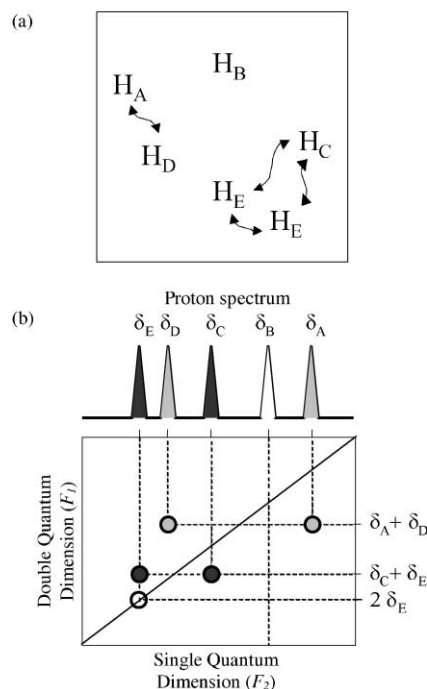 (a)
H_B
H_A
H_C
H_D
H_E
H_E
Proton spectrum
(b)
δ_E δ_D δ_C δ_B δ_A
Double Quantum
Dimension (F_1)
δ_A + δ_D
δ_C + δ_E
2 δ_E
Single Quantum
Dimension (F_2)